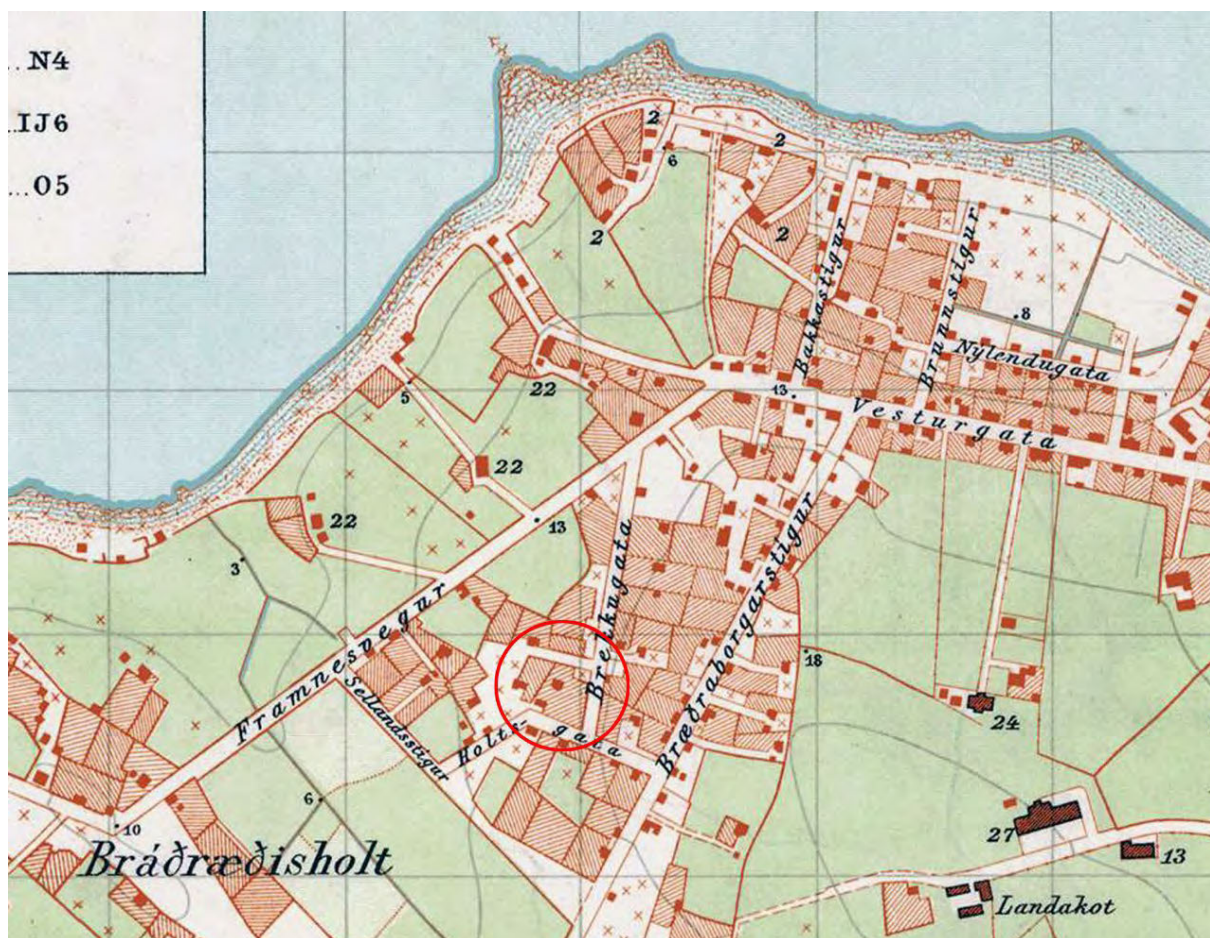 ... N4
...IJ6
...O5
2
2
6
2
2
Bakkastígur
Brunnstígur
8
Nýlendugata
22
5
13.
Vesturgata
22
13
22
3
Brekkugata
Bræðraborgarstígur
Framnesvegur
18
Sellandsstígur
Holtsgata
24
6
10
27
13
Bráðræðisholt
Landakot